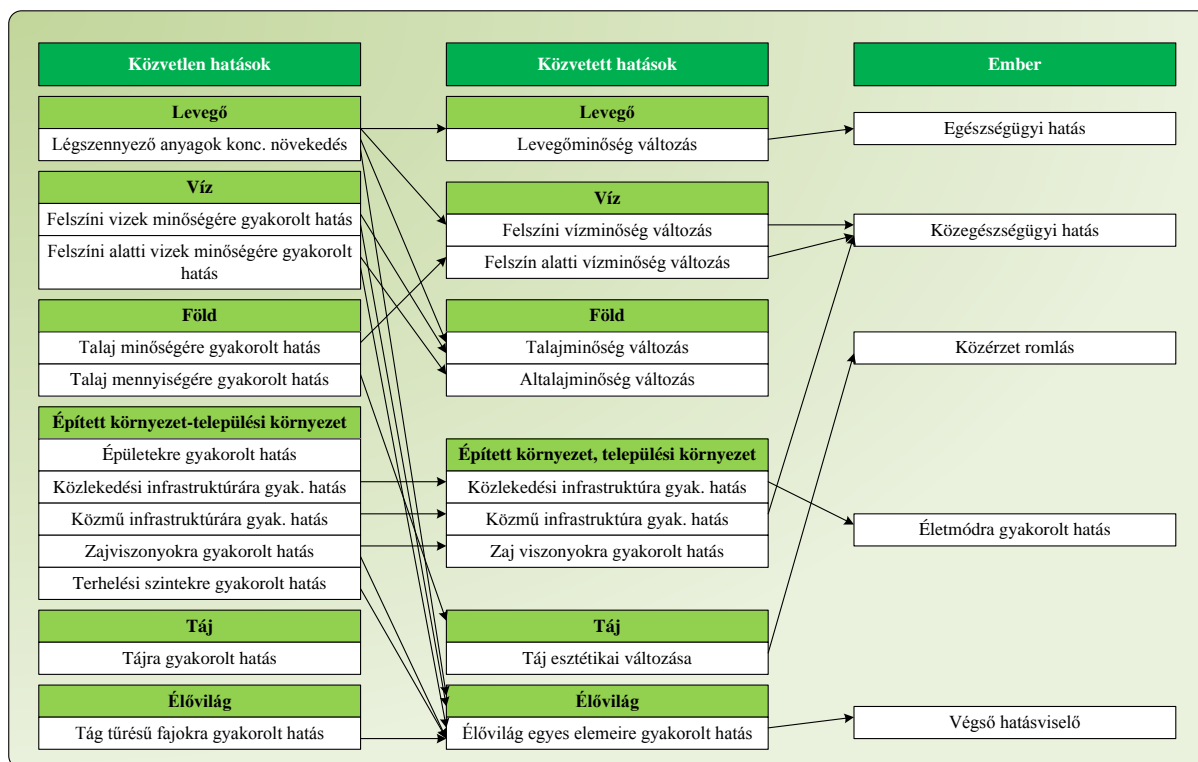 Közvetlen hatások
Levegő
Légszennyező anyagok konc. növekedés
Víz
Felszíni vizek minőségére gyakorolt hatás
Felszíni alatti vizek minőségére gyakorolt
hatás
Föld
Talaj minőségére gyakorolt hatás
Talaj mennyiségére gyakorolt hatás
Épített környezet-települési környezet
Épületekre gyakorolt hatás
Közlekedési infrastruktúrára gyak. hatás
Közmű infrastruktúrára gyak. hatás
Zajviszonyokra gyakorolt hatás
Terhelési szintekre gyakorolt hatás
Táj
Tájra gyakorolt hatás
Élővilág
Tág tűrésű fajokra gyakorolt hatás
Közvetett hatások
Levegő
Levegőminőség változás
Víz
Felszíni vízminőség változás
Felszín alatti vízminőség változás
Föld
Talajminőség változás
Altalajminőség változás
Épített környezet, települési környezet
Közlekedési infrastruktúra gyak. hatás
Közmű infrastruktúra gyak. hatás
Zaj viszonyokra gyakorolt hatás
Táj
Táj esztétikai változása
Élővilág
Élővilág egyes elemeire gyakorolt hatás
Ember
Egészségügyi hatás
Közegészségügyi hatás
Közérzet romlás
Életmódra gyakorolt hatás
Végső hatásviselő